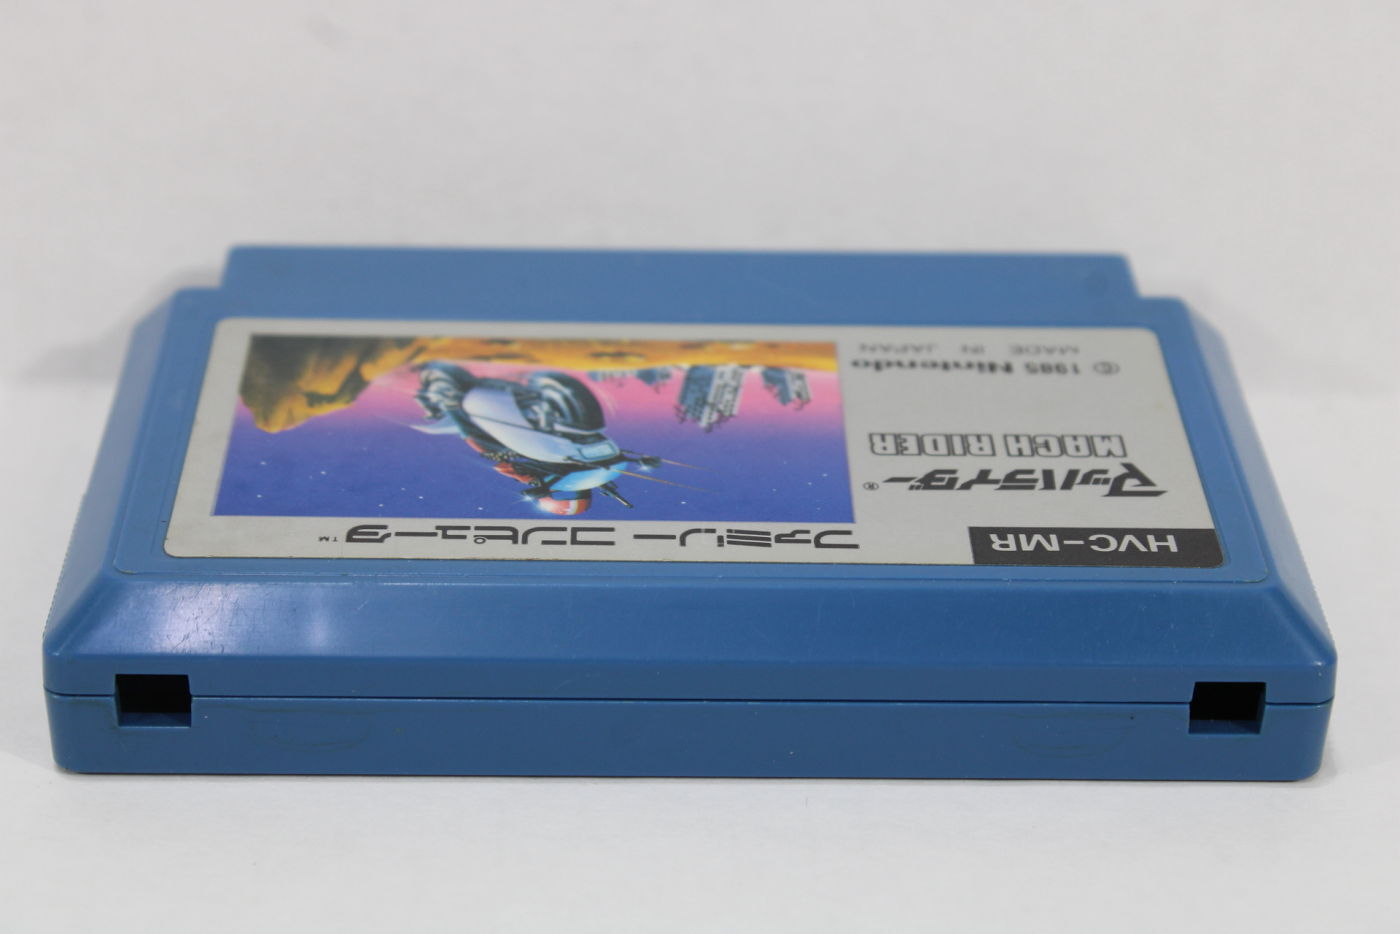 ファミリー コンピュータ™
HVC-MR
マッハライダー®
MACH RIDER
© 1985 Nintendo
MADE IN JAPAN